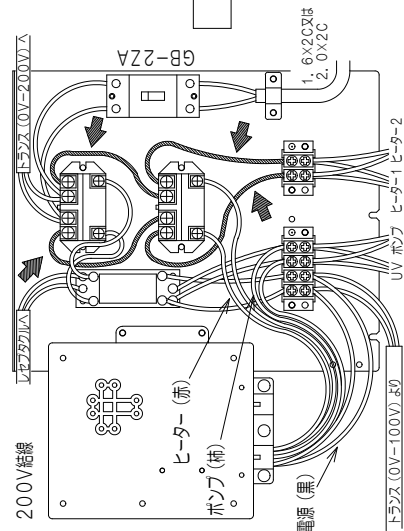 200V結線
レセプタクルへ
トランス(0V-200V)へ
GB-2ZA
1.6×2C又は
2.0×2C
ヒーター(赤)
ポンプ(柿)
電源(黒)
トランス(0V-100V)より
UV ポンプ ヒーター1 ヒーター2